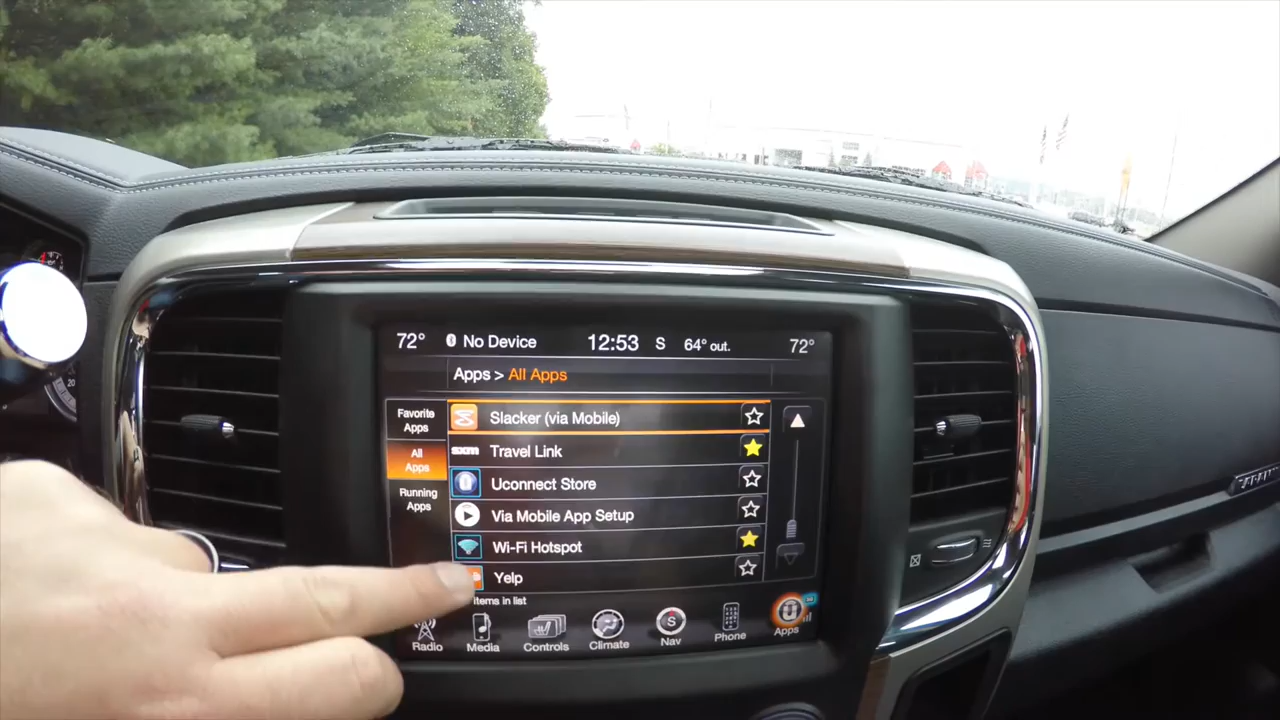 72° No Device 12:53 S 64° out. 72°
Apps > All Apps
Favorite Apps
All Apps
Running Apps
Slacker (via Mobile)
sxm Travel Link
Uconnect Store
Via Mobile App Setup
Wi-Fi Hotspot
Yelp
items in list
Radio Media Controls Climate S Nav Phone Apps
20